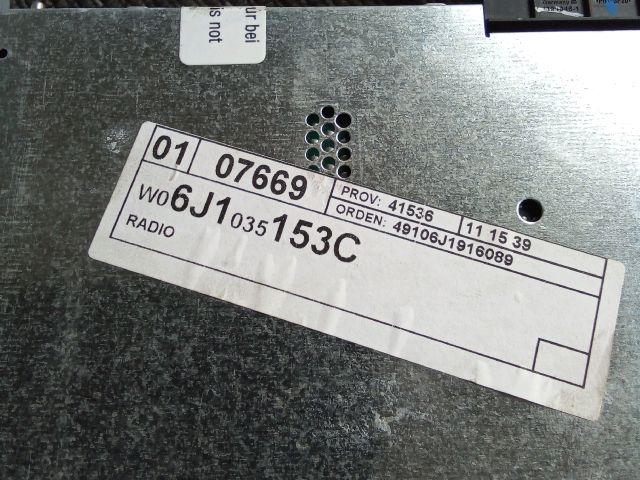 ur bei
is not
01 07669 PROV: 41536 11 15 39
ORDEN: 49106J1916089
W06J1035153C
RADIO